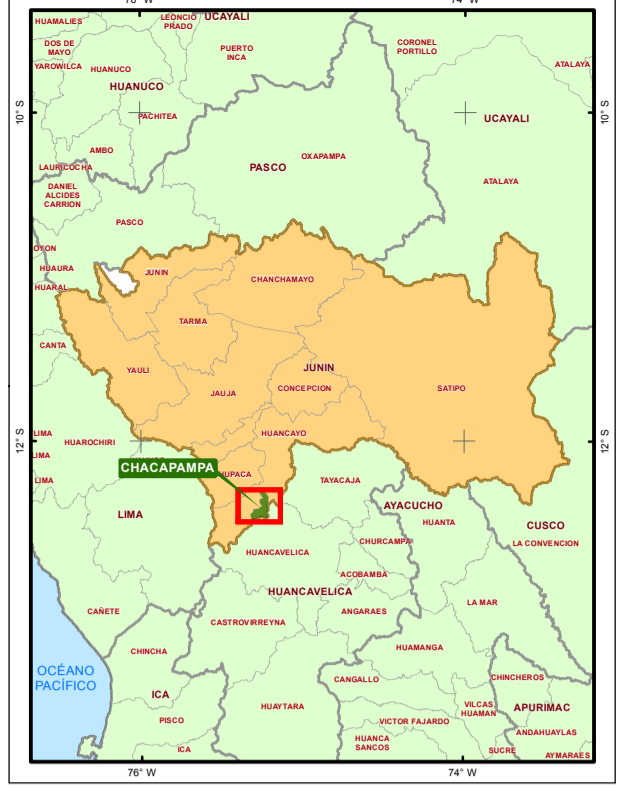 76° W
74° W
HUAMALIES
LEONCIO
PRADO
UCAYALI
DOS DE
MAYO
PUERTO
INCA
CORONEL
PORTILLO
YAROWILCA
HUANUCO
ATALAYA
HUANUCO
10° S
10° S
PACHITEA
UCAYALI
AMBO
OXAPAMPA
LAURICOCHA
PASCO
ATALAYA
DANIEL
ALCIDES
CARRION
PASCO
OYON
HUAURA
JUNIN
CHANCHAMAYO
HUARAL
TARMA
CANTA
YAULI
JUNIN
CONCEPCION
SATIPO
JAUJA
LIMA
HUAROCHIRI
HUANCAYO
12° S
12° S
LIMA
CHACAPAMPA
UPACA
LIMA
TAYACAJA
AYACUCHO
LIMA
HUANTA
CUSCO
CHURCAMPA
LA CONVENCION
HUANCAVELICA
ACOBAMBA
HUANCAVELICA
LA MAR
CAÑETE
ANGARAES
CASTROVIRREYNA
HUAMANGA
CHINCHA
OCÉANO
PACÍFICO
CANGALLO
CHINCHEROS
ICA
HUAYTARA
VILCAS
HUAMAN
APURIMAC
PISCO
VICTOR FAJARDO
ANDAHUAYLAS
HUANCA
SANCOS
ICA
SUCRE
AYMARAES
76° W
74° W